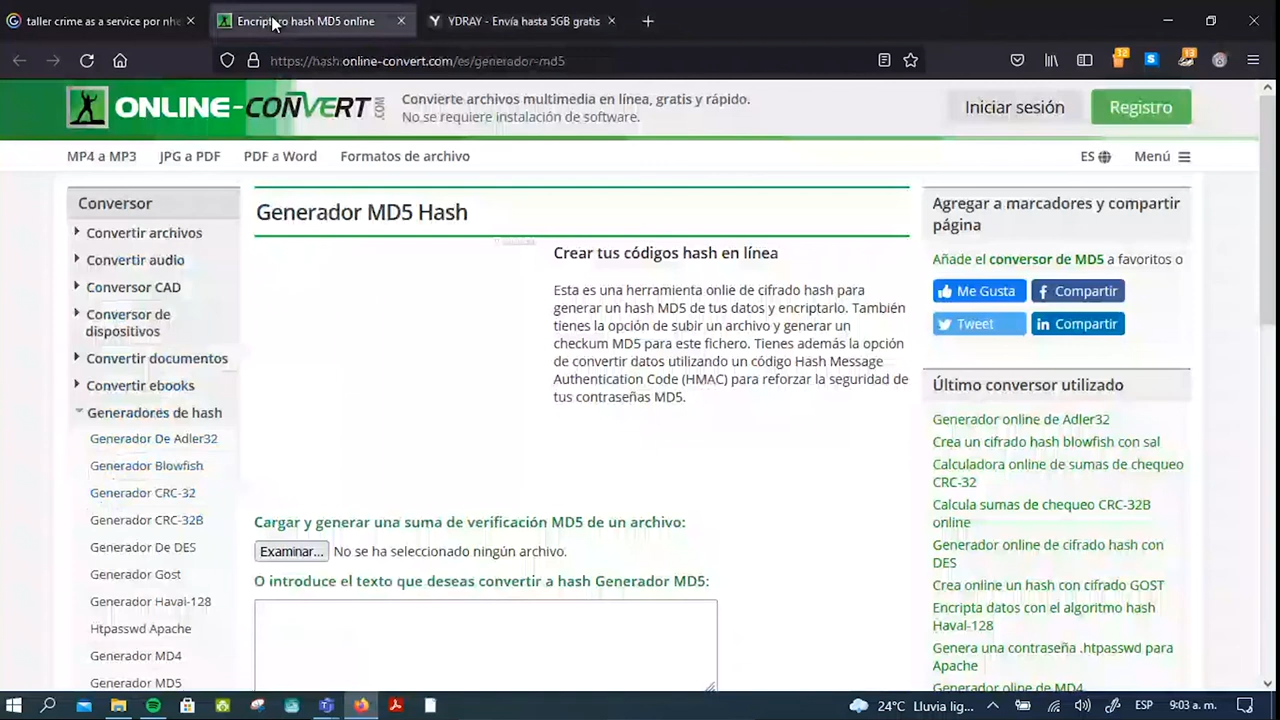 taller crime as a service por nhe
Encriptero hash MD5 online
YDRAY - Envía hasta 5GB gratis
https://hash.online-convert.com/es/generador-md5
ONLINE-CONVERT.COM
Convierte archivos multimedia en línea, gratis y rápido.
No se requiere instalación de software.
Iniciar sesión
Registro
MP4 a MP3
JPG a PDF
PDF a Word
Formatos de archivo
ES
Menú
Conversor
Convertir archivos
Convertir audio
Conversor CAD
Conversor de
dispositivos
Convertir documentos
Convertir ebooks
Generadores de hash
Generador De Adler32
Generador Blowfish
Generador CRC-32
Generador CRC-32B
Generador De DES
Generador Gost
Generador Haval-128
Htpasswd Apache
Generador MD4
Generador MD5
Generador MD5 Hash
Crear tus códigos hash en línea
Esta es una herramienta onlie de cifrado hash para
generar un hash MD5 de tus datos y encriptarlo. También
tienes la opción de subir un archivo y generar un
checkum MD5 para este fichero. Tienes además la opción
de convertir datos utilizando un código Hash Message
Authentication Code (HMAC) para reforzar la seguridad de
tus contraseñas MD5.
Cargar y generar una suma de verificación MD5 de un archivo:
Examinar... No se ha seleccionado ningún archivo.
O introduce el texto que deseas convertir a hash Generador MD5:
Agregar a marcadores y compartir
página
Añade el conversor de MD5 a favoritos o
Me Gusta
Compartir
Tweet
Compartir
Último conversor utilizado
Generador online de Adler32
Crea un cifrado hash blowfish con sal
Calculadora online de sumas de chequeo
CRC-32
Calcula sumas de chequeo CRC-32B
online
Generador online de cifrado hash con
DES
Crea online un hash con cifrado GOST
Encripta datos con el algoritmo hash
Haval-128
Genera una contraseña .htpasswd para
Apache
Generador oline de MD4
24°C Lluvia lig...
ESP
9:03 a. m.